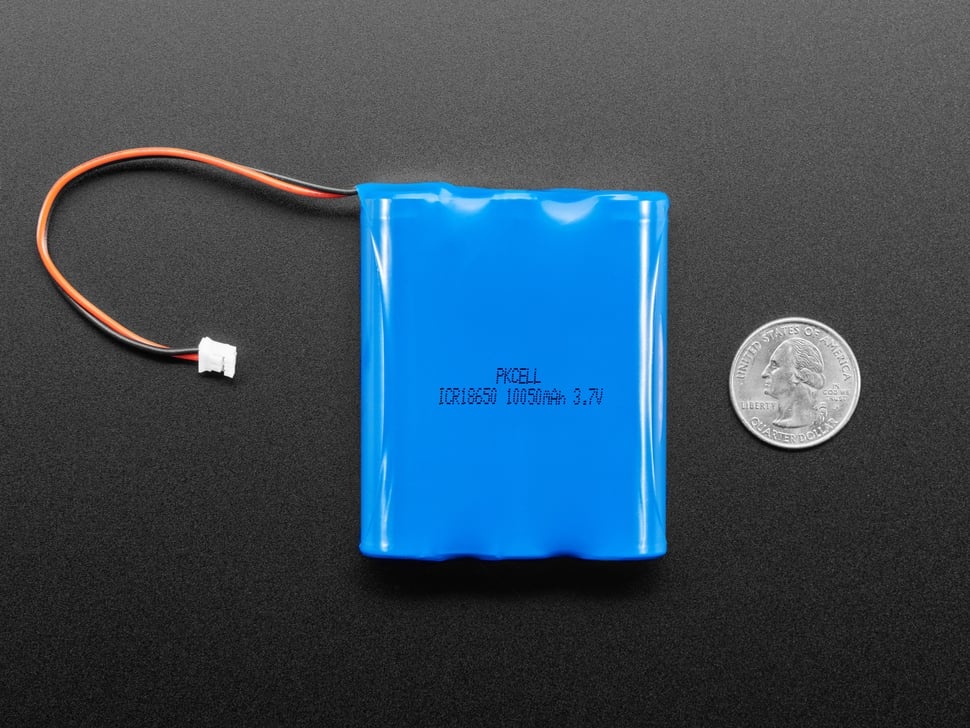 PKCELL
ICR18650 10050mAh 3.7V
UNITED STATES OF AMERICA
LIBERTY
QUARTER DOLLAR